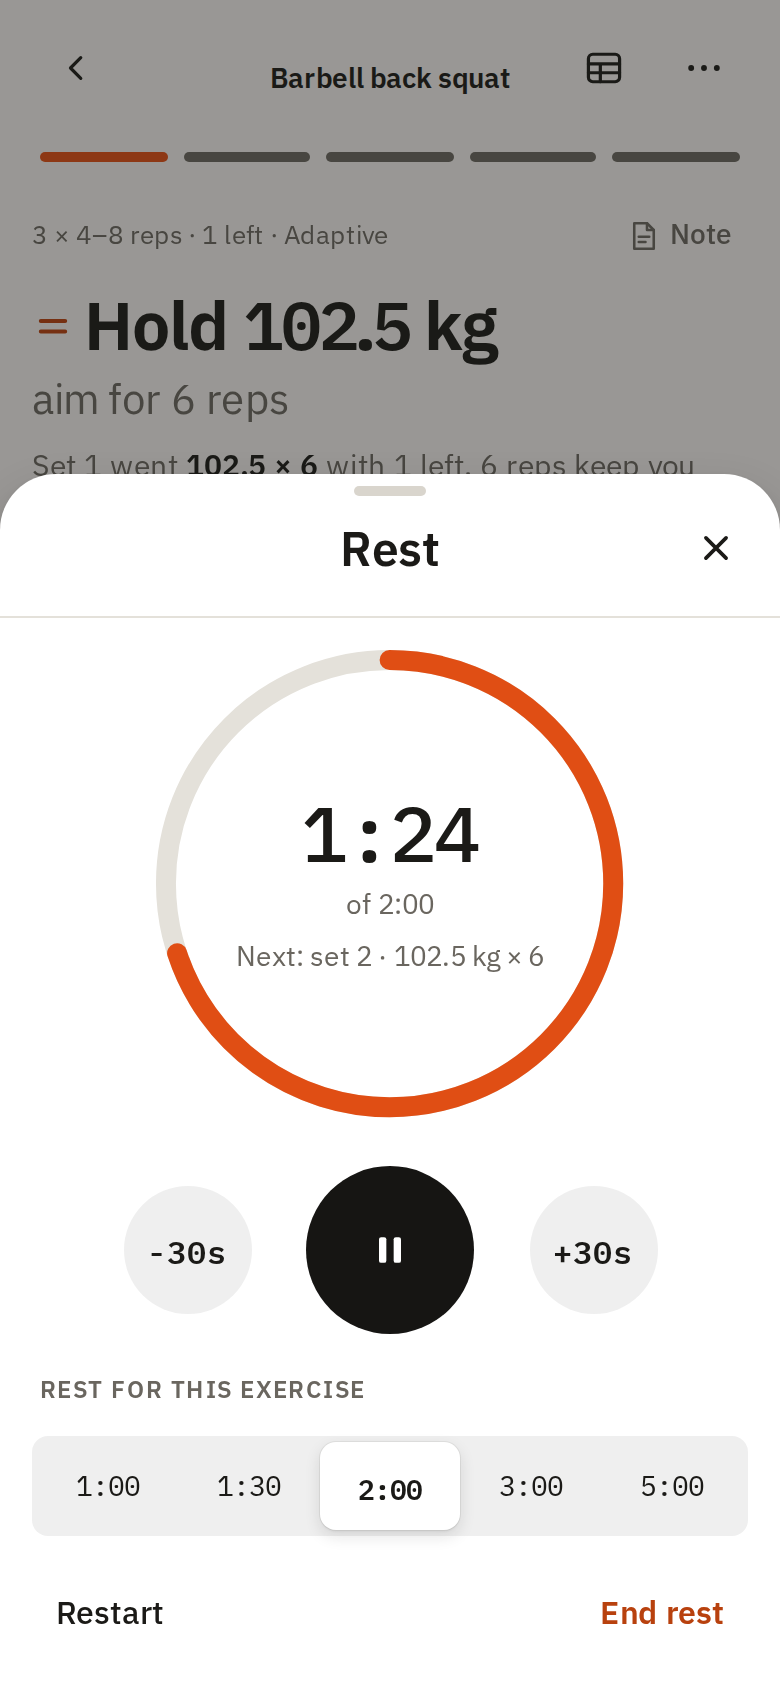 Barbell back squat
3 × 4–8 reps · 1 left · Adaptive
Note
= Hold 102.5 kg
aim for 6 reps
Set 1 went 102.5 × 6 with 1 left. 6 reps keep you
Rest
1:24
of 2:00
Next: set 2 · 102.5 kg × 6
-30s
+30s
REST FOR THIS EXERCISE
1:00 1:30 2:00 3:00 5:00
Restart
End rest